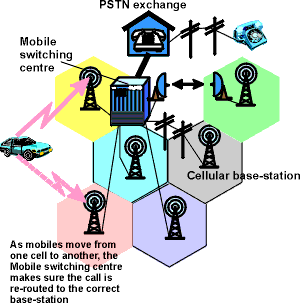 PSTN exchange
Mobile
switching
centre
Cellular base-station
As mobiles move from
one cell to another, the
Mobile switching centre
makes sure the call is
re-routed to the correct
base-station